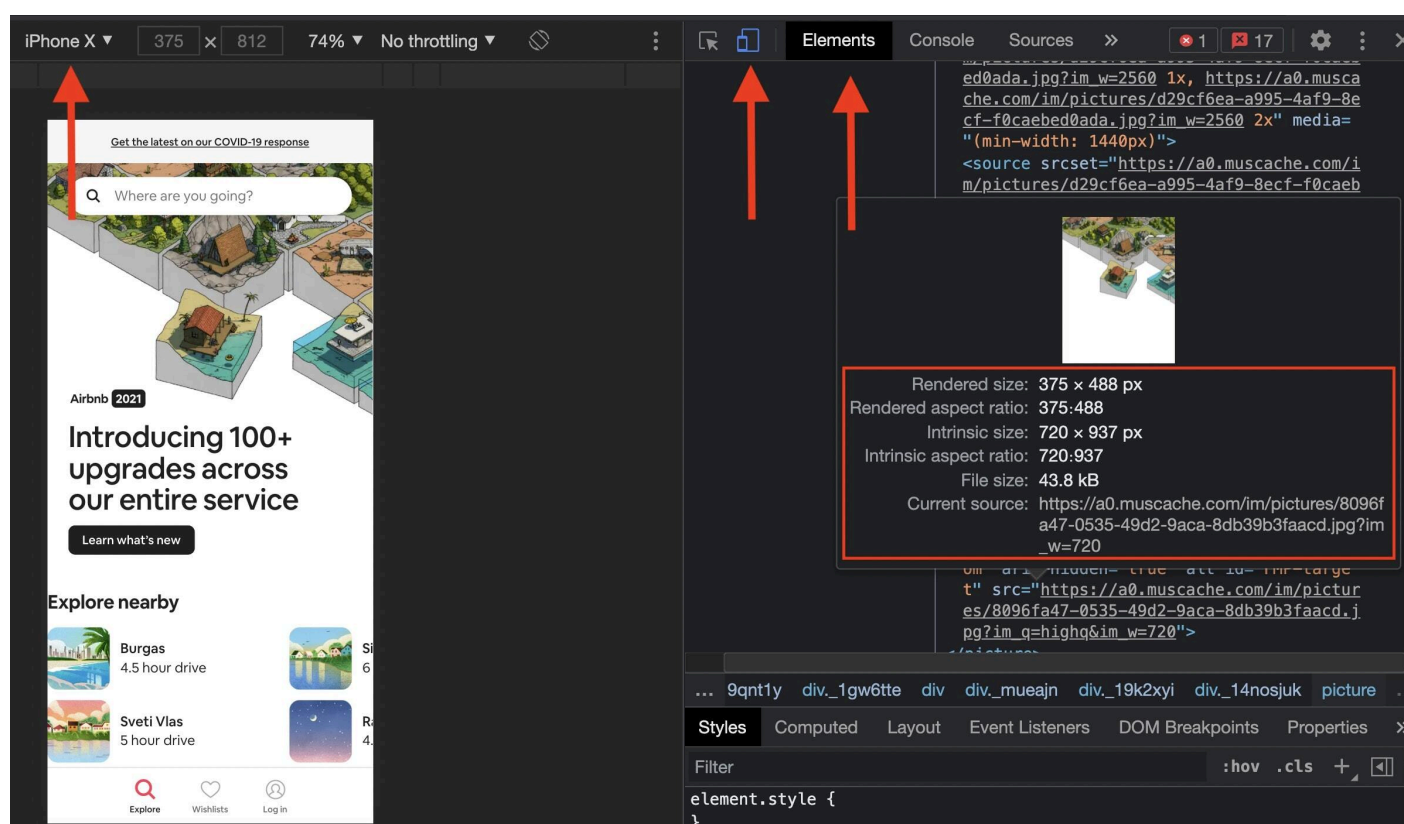 iPhone X ▼ 375 × 812 74% ▼ No throttling ▼
Elements Console Sources » 1 17
Get the latest on our COVID-19 response
Where are you going?
Airbnb 2021
Introducing 100+
upgrades across
our entire service
Learn what's new
Explore nearby
Burgas
4.5 hour drive
Si
6
Sveti Vlas
5 hour drive
4.
Explore Wishlists Log in
ed0ada.jpg?im_w=2560 1x, https://a0.musca
che.com/im/pictures/d29cf6ea-a995-4af9-8e
cf-f0caebed0ada.jpg?im_w=2560 2x" media=
"(min-width: 1440px)">
<source srcset="https://a0.muscache.com/i
m/pictures/d29cf6ea-a995-4af9-8ecf-f0caeb
Rendered size: 375 × 488 px
Rendered aspect ratio: 375:488
Intrinsic size: 720 × 937 px
Intrinsic aspect ratio: 720:937
File size: 43.8 kB
Current source: https://a0.muscache.com/im/pictures/8096f
a47-0535-49d2-9aca-8db39b3faacd.jpg?im
_w=720
t" src="https://a0.muscache.com/im/pictur
es/8096fa47-0535-49d2-9aca-8db39b3faacd.j
pg?im_q=highq&im_w=720">
... 9qnt1y div._1gw6tte div div._mueajn div._19k2xyi div._14nosjuk picture
Styles Computed Layout Event Listeners DOM Breakpoints Properties »
Filter :hov .cls +
element.style {
}